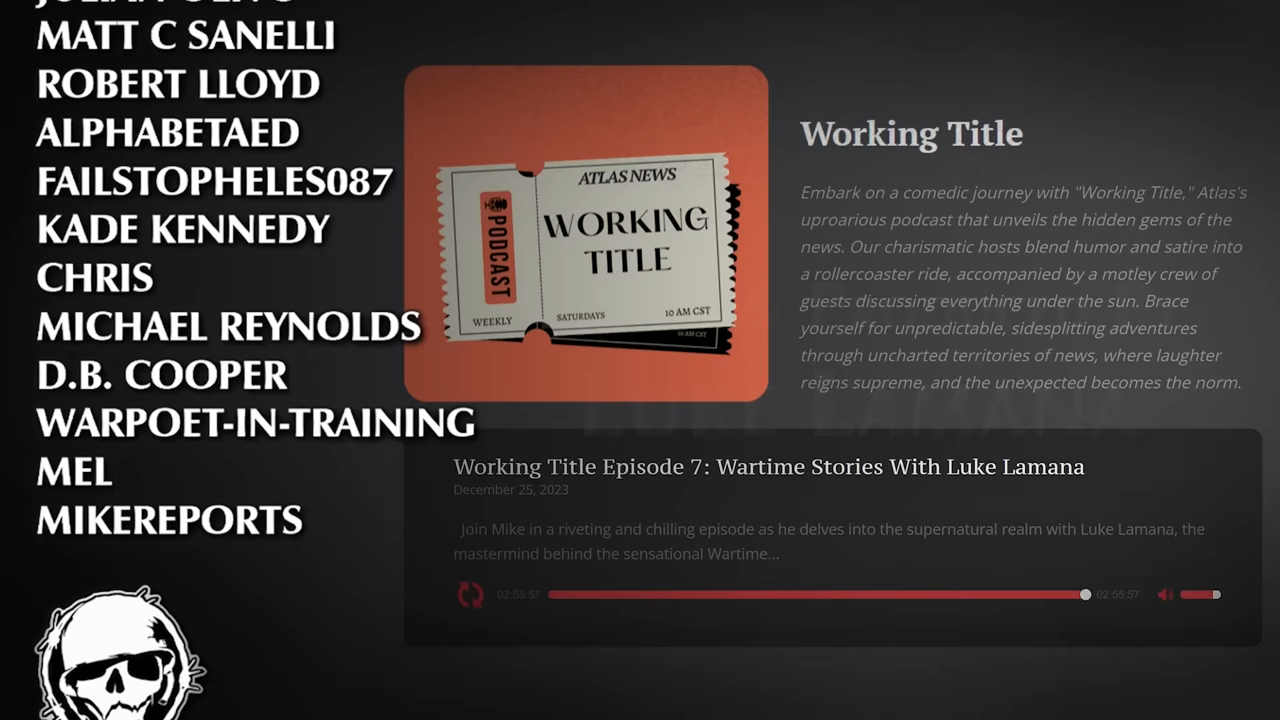 MATT C SANELLI
ROBERT LLOYD
ALPHABETAED
FAILSTOPHELES087
KADE KENNEDY
CHRIS
MICHAEL REYNOLDS
D.B. COOPER
WARPOET-IN-TRAINING
MEL
MIKEREPORTS
ATLAS NEWS
WORKING
TITLE
PODCAST
WEEKLY
SATURDAYS
10 AM CST
10 AM CST
Working Title
Embark on a comedic journey with "Working Title," Atlas's
uproarious podcast that unveils the hidden gems of the
news. Our charismatic hosts blend humor and satire into
a rollercoaster ride, accompanied by a motley crew of
guests discussing everything under the sun. Brace
yourself for unpredictable, sidesplitting adventures
through uncharted territories of news, where laughter
reigns supreme, and the unexpected becomes the norm.
LUKE LAMANA
Working Title Episode 7: Wartime Stories With Luke Lamana
December 25, 2023
Join Mike in a riveting and chilling episode as he delves into the supernatural realm with Luke Lamana, the
mastermind behind the sensational Wartime...
02:55:57
02:55:57